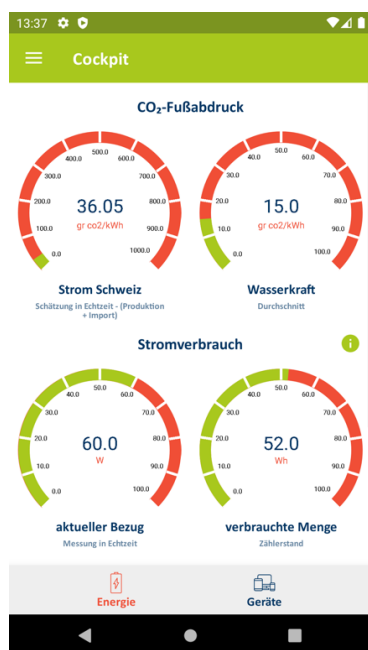 13:37
Cockpit
CO₂-Fußabdruck
0.0 100.0 200.0 300.0 400.0 500.0 600.0 700.0 800.0 900.0 1000.0
36.05
gr co2/kWh
Strom Schweiz
Schätzung in Echtzeit - (Produktion
+ Import)
0.0 10.0 20.0 30.0 40.0 50.0 60.0 70.0 80.0 90.0 100.0
15.0
gr co2/kWh
Wasserkraft
Durchschnitt
Stromverbrauch
i
0.0 10.0 20.0 30.0 40.0 50.0 60.0 70.0 80.0 90.0 100.0
60.0
W
aktueller Bezug
Messung in Echtzeit
0.0 10.0 20.0 30.0 40.0 50.0 60.0 70.0 80.0 90.0 100.0
52.0
Wh
verbrauchte Menge
Zählerstand
Energie
Geräte